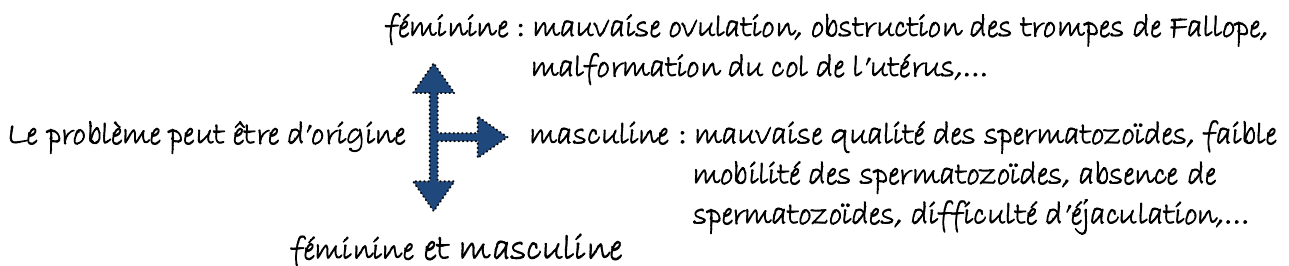 féminine : mauvaise ovulation, obstruction des trompes de Fallope,
malformation du col de l'utérus,...
Le problème peut être d'origine
masculine : mauvaise qualité des spermatozoïdes, faible
mobilité des spermatozoïdes, absence de
spermatozoïdes, difficulté d'éjaculation,...
féminine et masculine